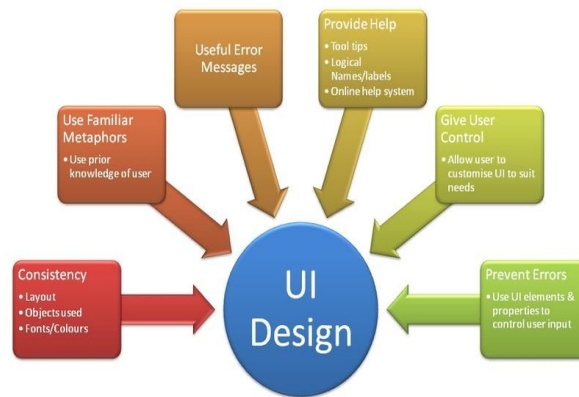 Consistency
• Layout
• Objects used
• Fonts/Colours
Use Familiar
Metaphors
• Use prior
knowledge of user
Useful Error
Messages
Provide Help
• Tool tips
• Logical
Names/labels
• Online help system
Give User
Control
• Allow user to
customise UI to suit
needs
Prevent Errors
• Use UI elements &
properties to
control user input
UI
Design